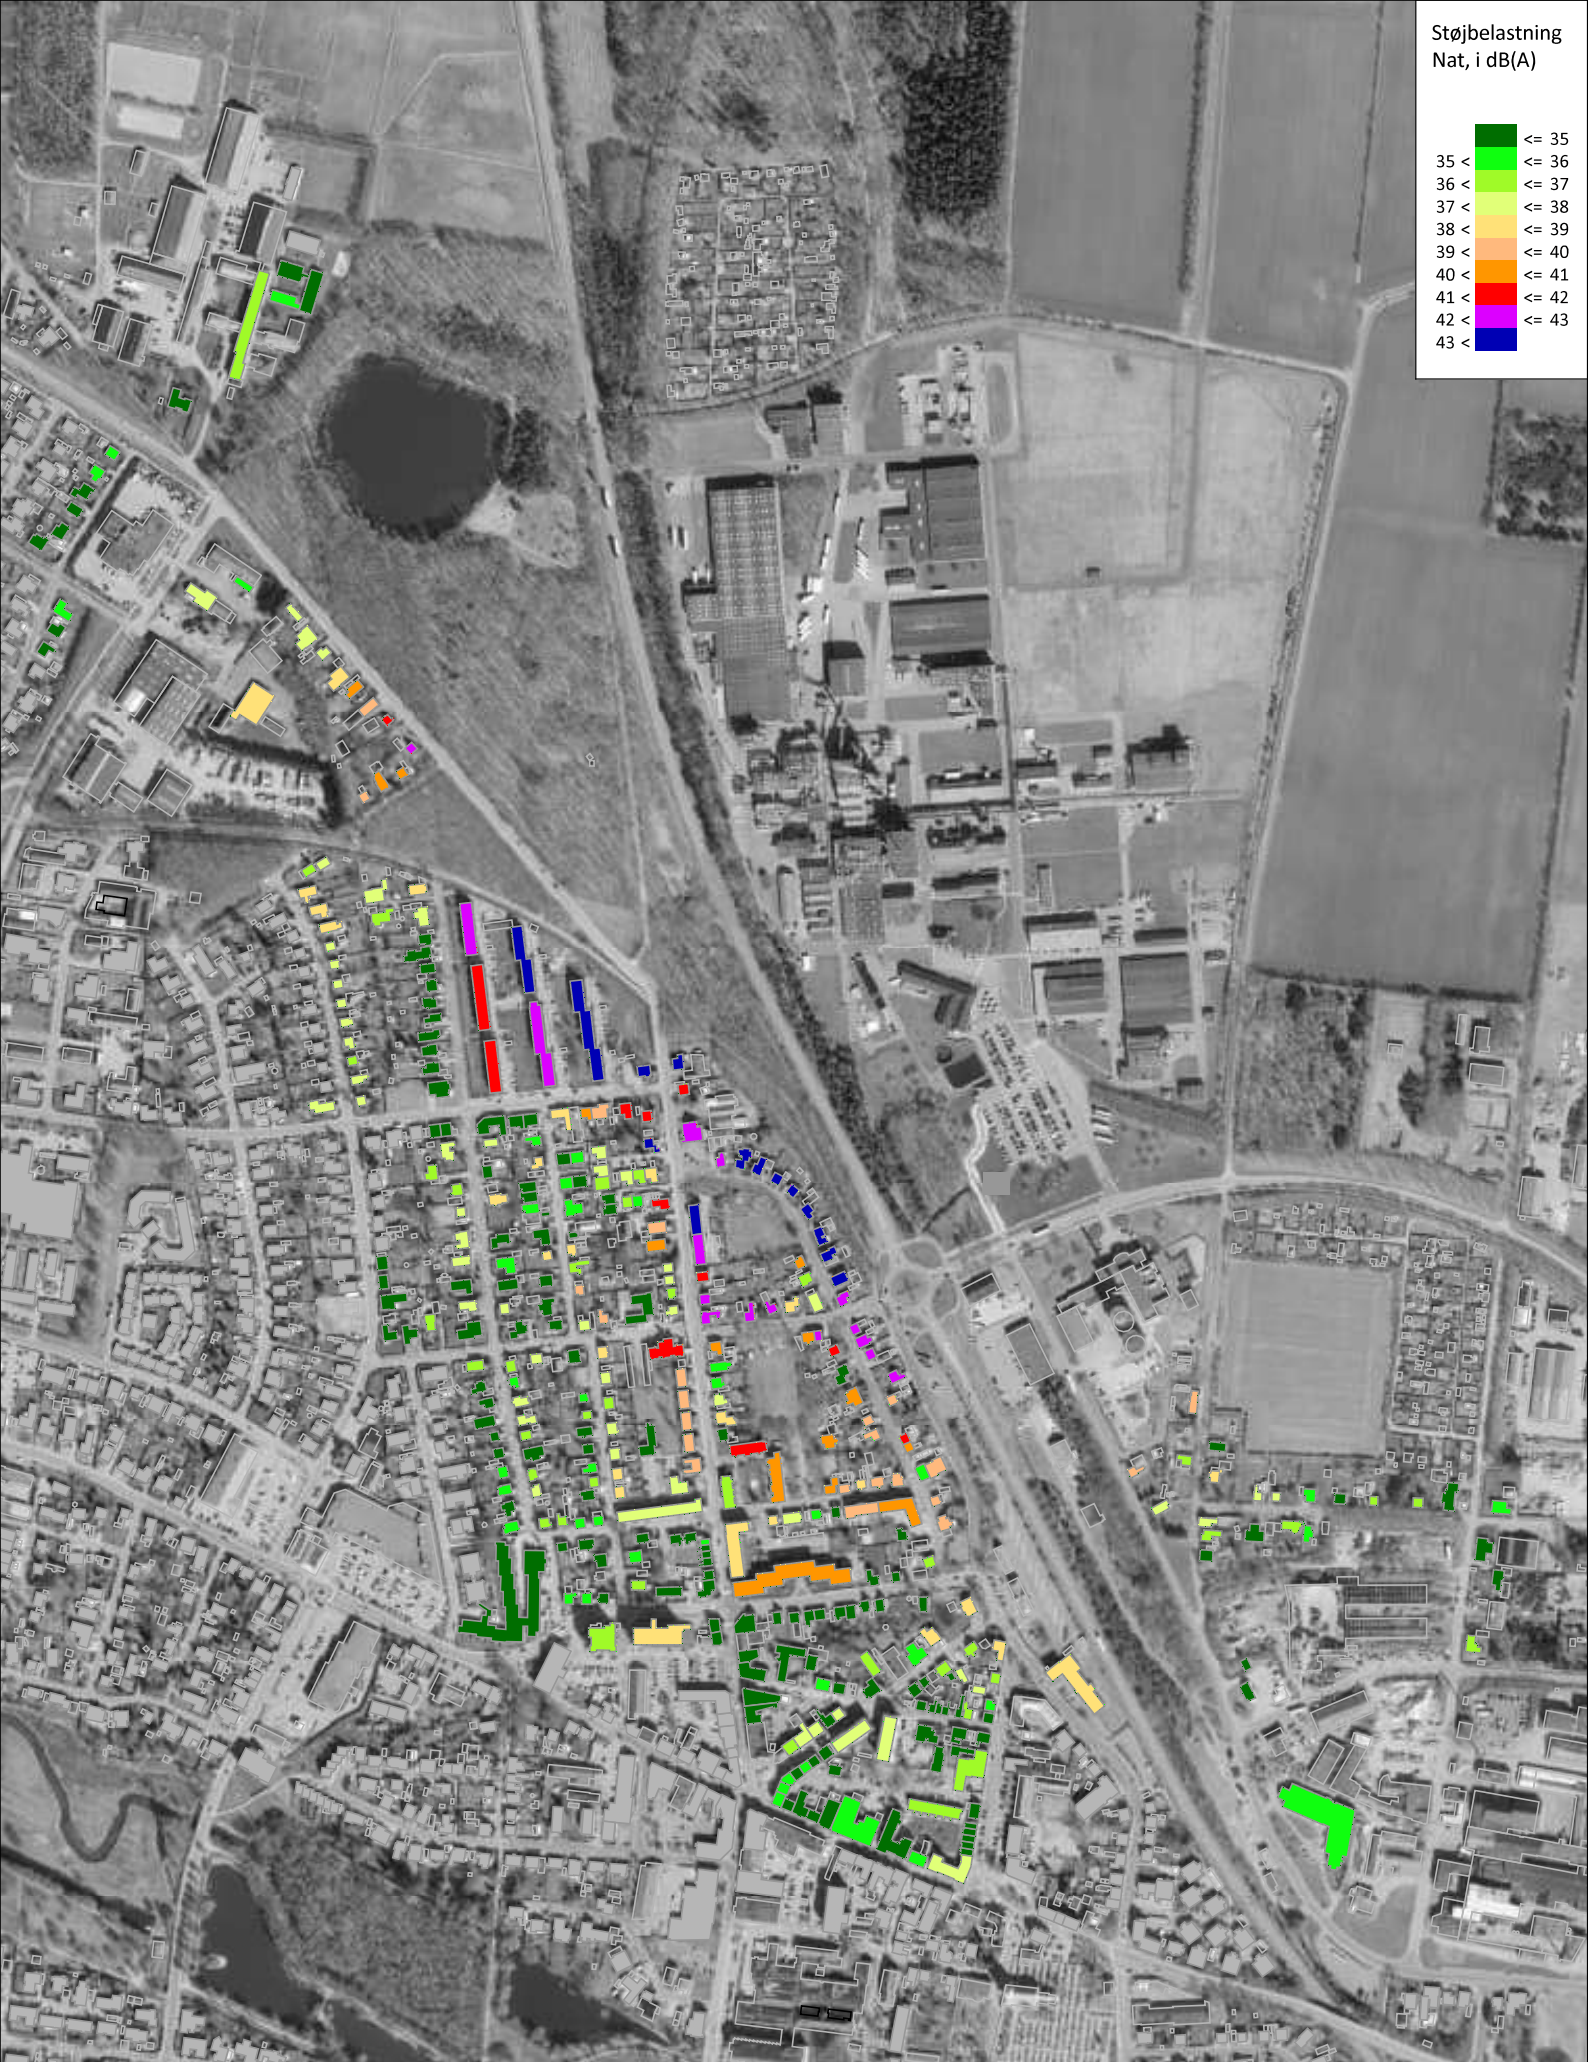 Støjbelastning
Nat, i dB(A)
<= 35
35 < <= 36
36 < <= 37
37 < <= 38
38 < <= 39
39 < <= 40
40 < <= 41
41 < <= 42
42 < <= 43
43 <